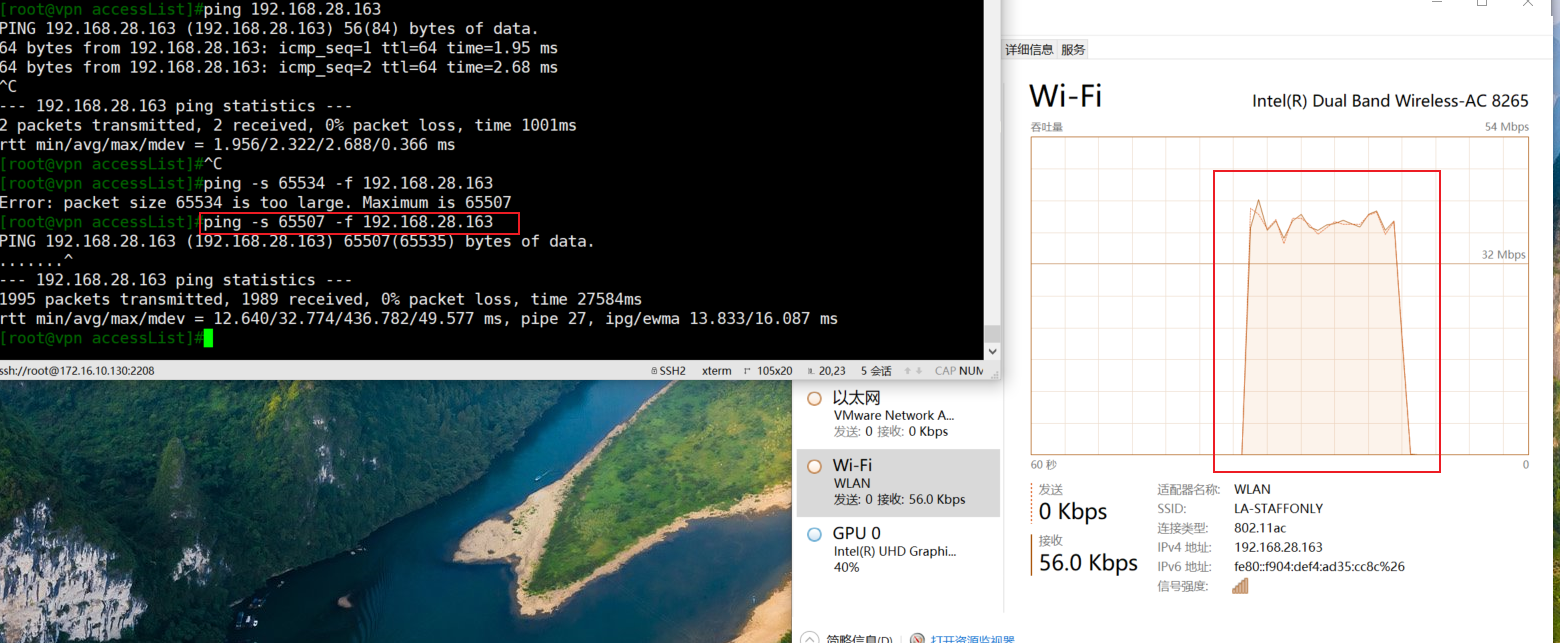 [root@vpn accessList]#ping 192.168.28.163
PING 192.168.28.163 (192.168.28.163) 56(84) bytes of data.
64 bytes from 192.168.28.163: icmp_seq=1 ttl=64 time=1.95 ms
64 bytes from 192.168.28.163: icmp_seq=2 ttl=64 time=2.68 ms
^C
--- 192.168.28.163 ping statistics ---
2 packets transmitted, 2 received, 0% packet loss, time 1001ms
rtt min/avg/max/mdev = 1.956/2.322/2.688/0.366 ms
[root@vpn accessList]#^C
[root@vpn accessList]#ping -s 65534 -f 192.168.28.163
Error: packet size 65534 is too large. Maximum is 65507
[root@vpn accessList]#ping -s 65507 -f 192.168.28.163
PING 192.168.28.163 (192.168.28.163) 65507(65535) bytes of data.
.......^
--- 192.168.28.163 ping statistics ---
1995 packets transmitted, 1989 received, 0% packet loss, time 27584ms
rtt min/avg/max/mdev = 12.640/32.774/436.782/49.577 ms, pipe 27, ipg/ewma 13.833/16.087 ms
[root@vpn accessList]#
ssh://root@172.16.10.130:2208
SSH2 xterm 105x20 20,23 5 会话 CAP NUM
详细信息 服务
Wi-Fi
Intel(R) Dual Band Wireless-AC 8265
吞吐量
54 Mbps
32 Mbps
60 秒
0
以太网
VMware Network A...
发送: 0 接收: 0 Kbps
Wi-Fi
WLAN
发送: 0 接收: 56.0 Kbps
GPU 0
Intel(R) UHD Graphi...
40%
发送
0 Kbps
接收
56.0 Kbps
适配器名称: WLAN
SSID: LA-STAFFONLY
连接类型: 802.11ac
IPv4 地址: 192.168.28.163
IPv6 地址: fe80::f904:def4:ad35:cc8c%26
信号强度:
简略信息(D)
打开资源监视器